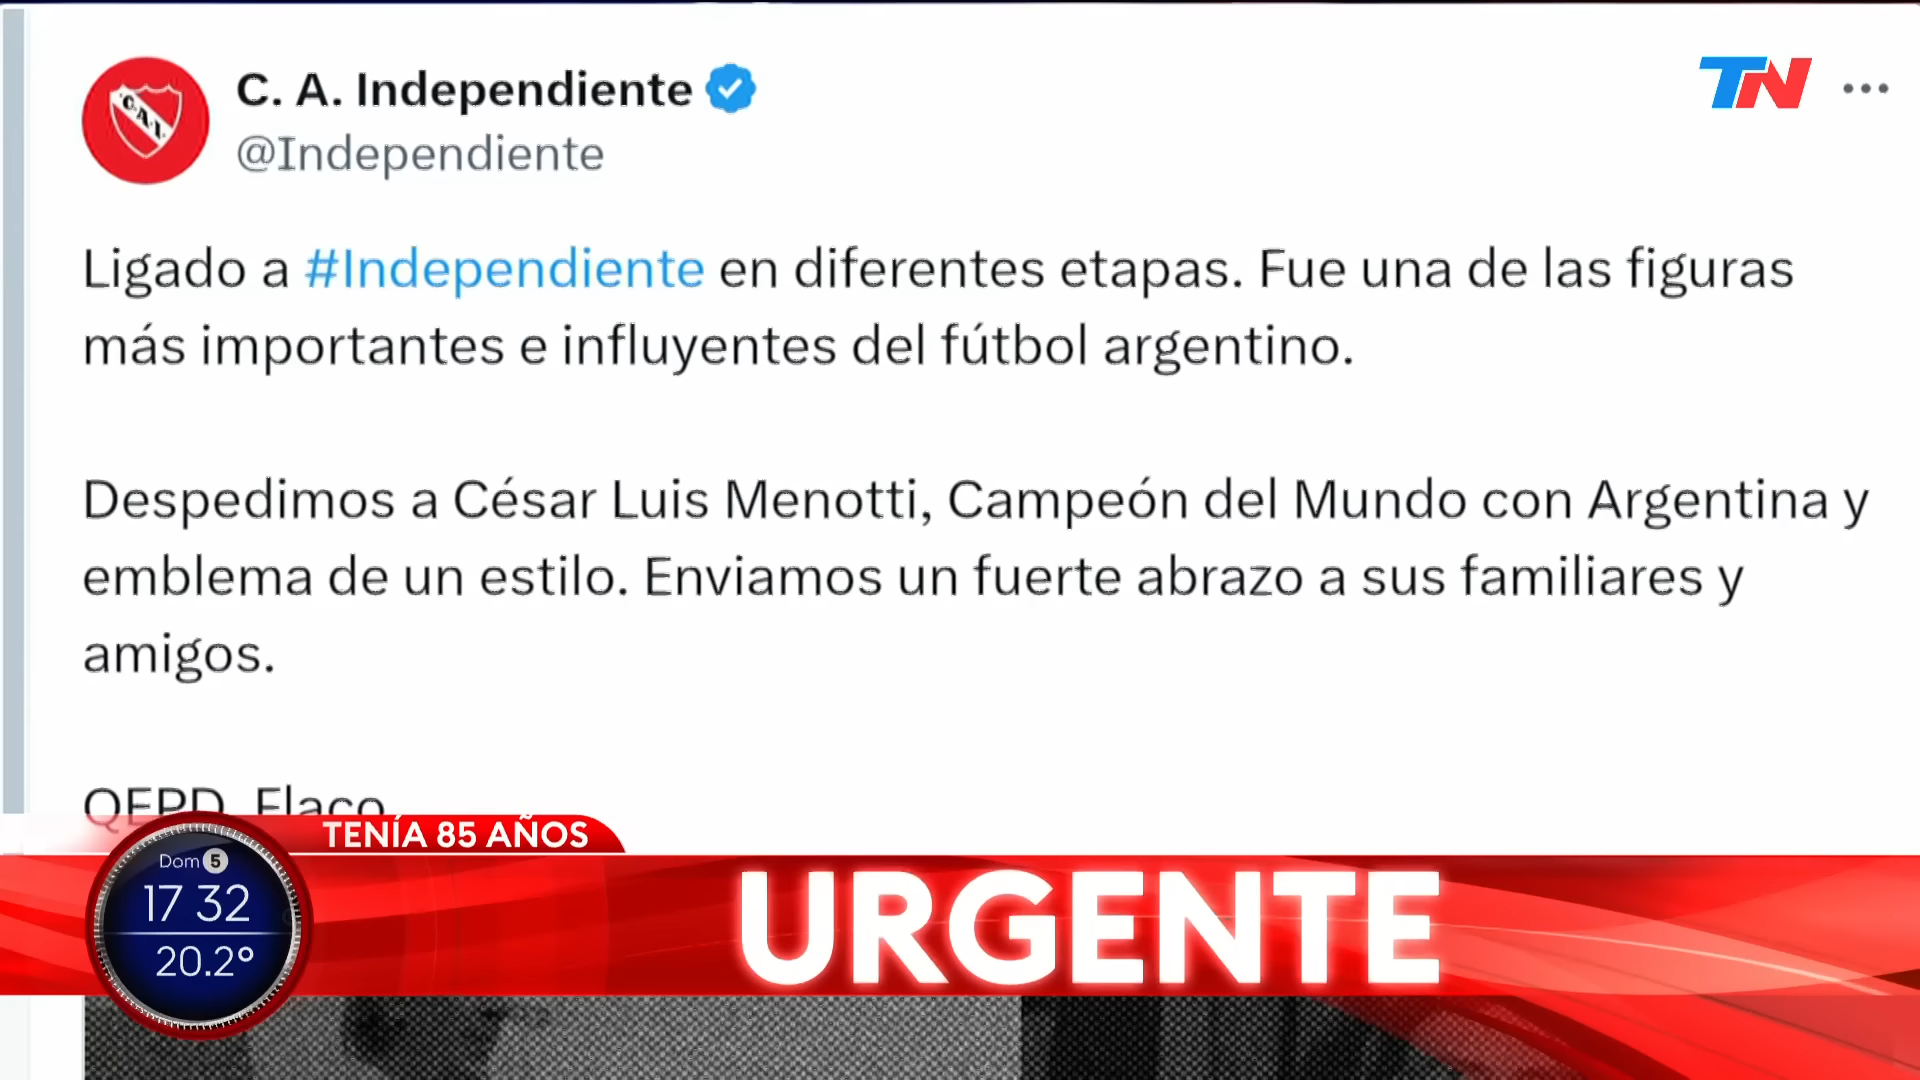 C. A. Independiente
@Independiente
TN
Ligado a #Independiente en diferentes etapas. Fue una de las figuras
más importantes e influyentes del fútbol argentino.
Despedimos a César Luis Menotti, Campeón del Mundo con Argentina y
emblema de un estilo. Enviamos un fuerte abrazo a sus familiares y
amigos.
QEPD, Flaco.
TENÍA 85 AÑOS
URGENTE
Dom 5
17 32
20.2°
C.A.I.